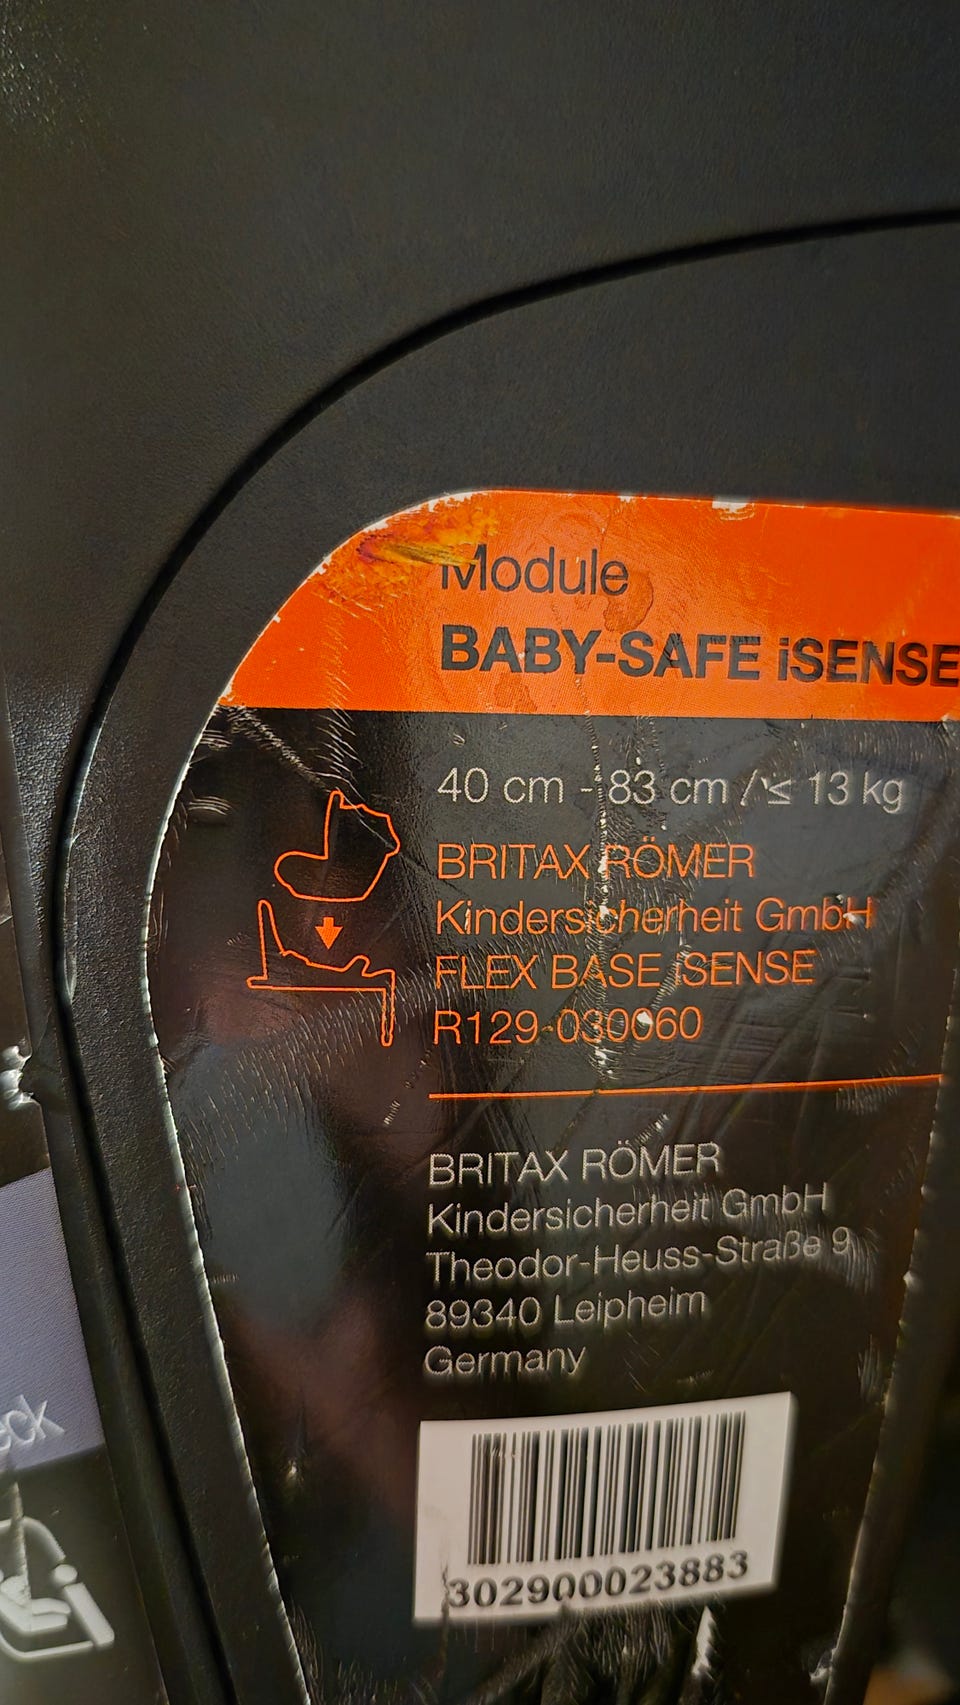 Module
BABY-SAFE iSENSE
40 cm - 83 cm / ≤ 13 kg
BRITAX RÖMER
Kindersicherheit GmbH
FLEX BASE iSENSE
R129-030060
BRITAX RÖMER
Kindersicherheit GmbH
Theodor-Heuss-Straße 9
89340 Leipheim
Germany
302900023883
eck